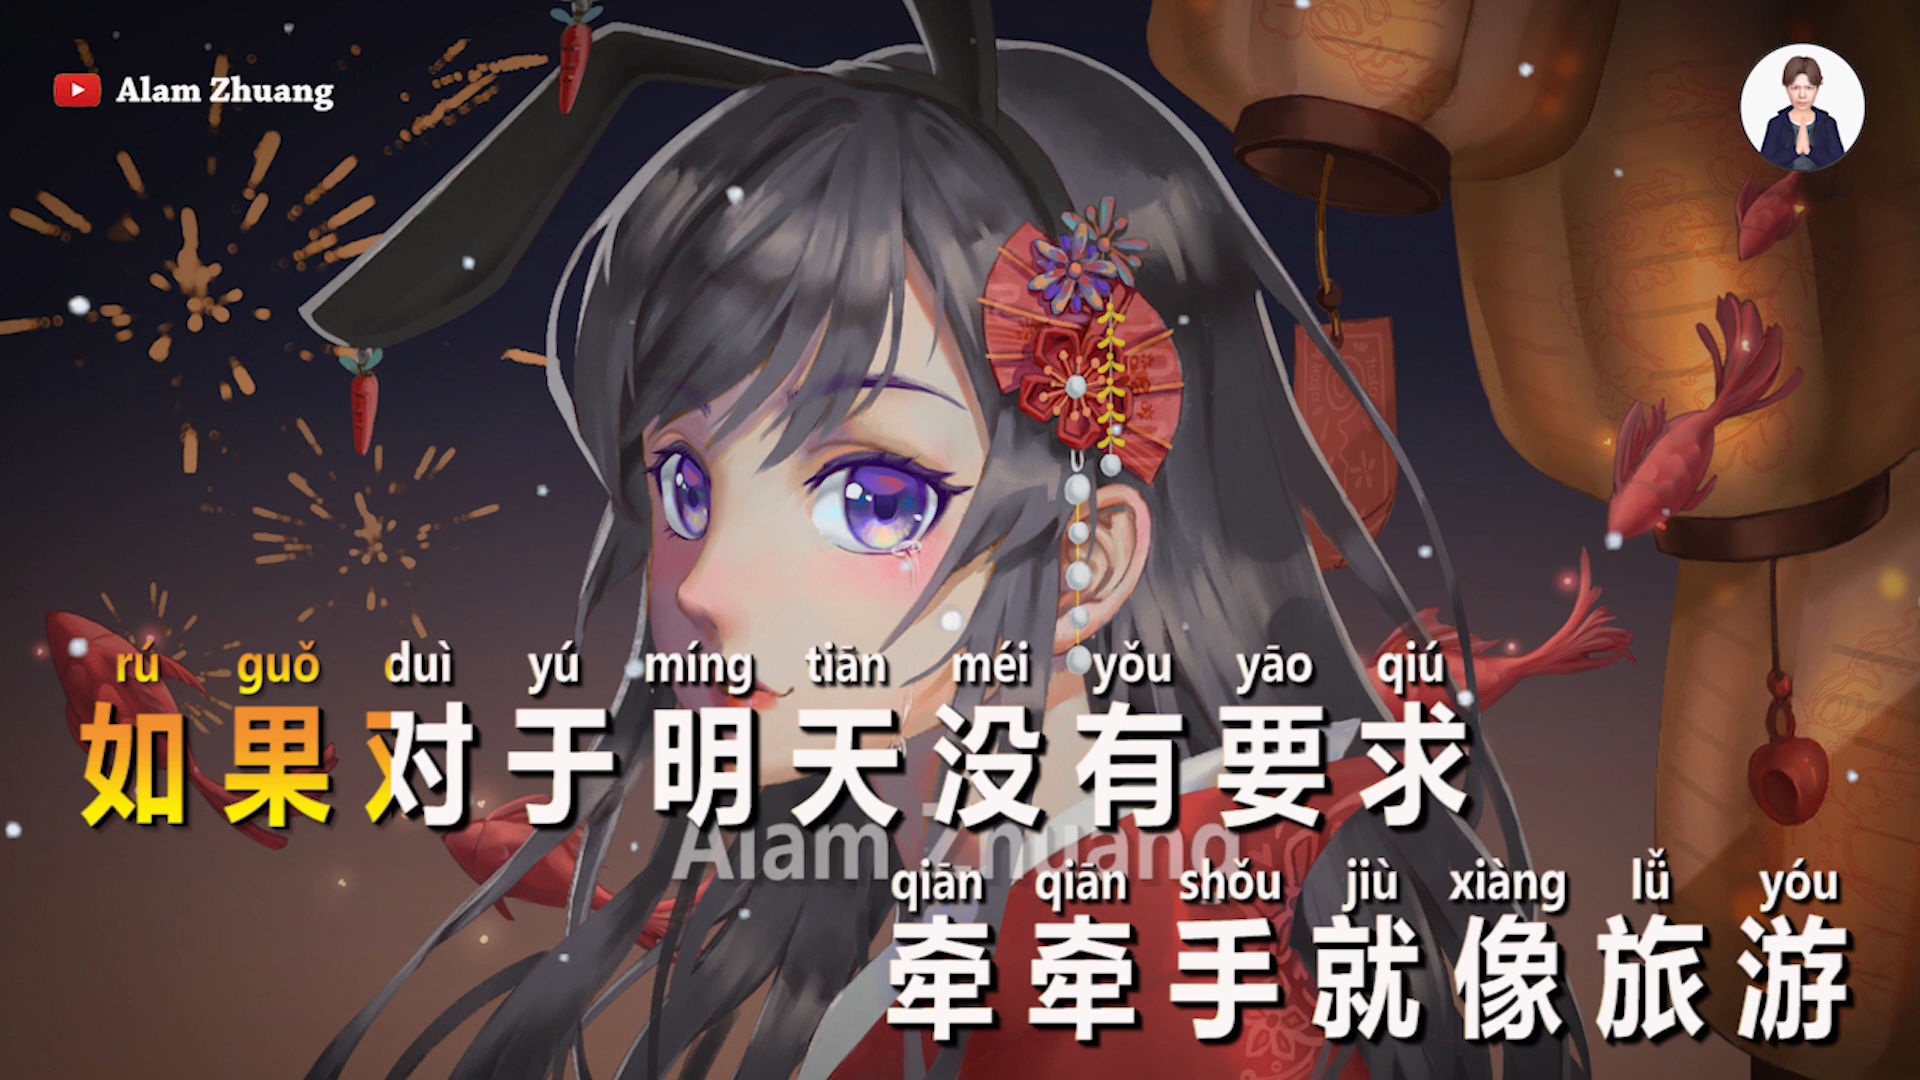 Alam Zhuang
rú guǒ duì yú míng tiān méi yǒu yāo qiú
如果对于明天没有要求
Alam Zhuang
qiān qiān shǒu jiù xiàng lǚ yóu
牵牵手就像旅游